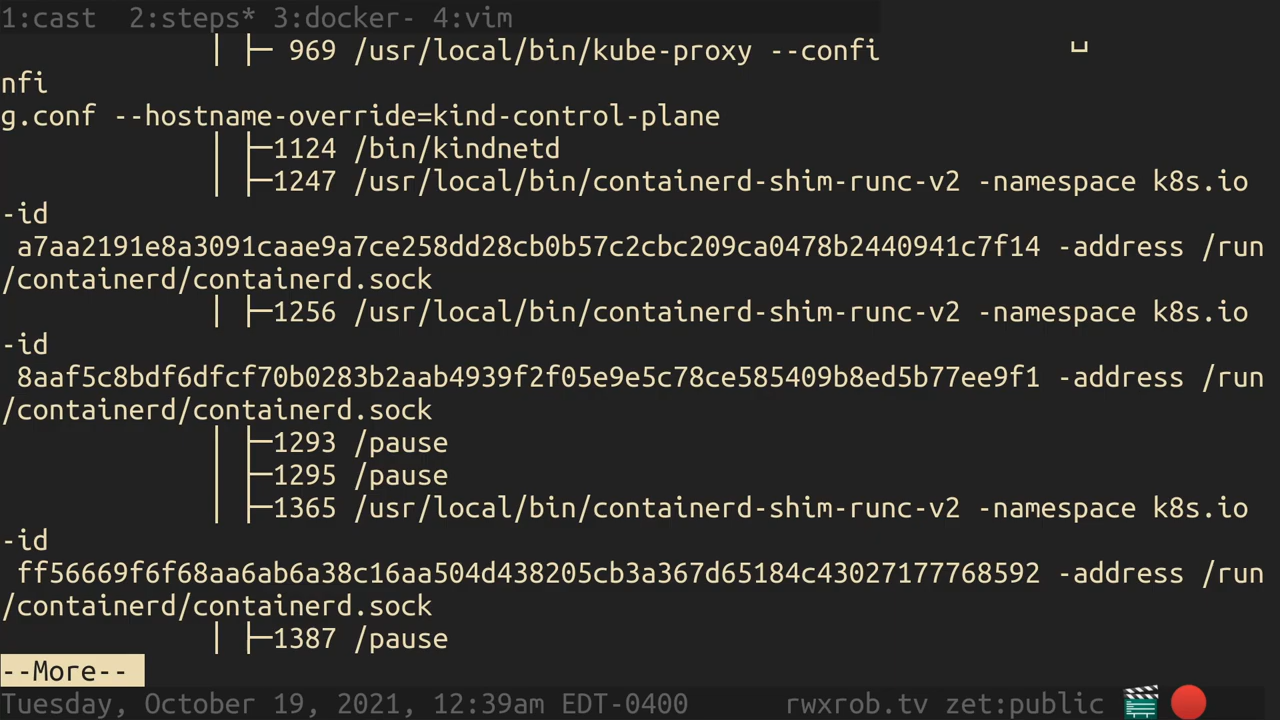 1:cast  2:steps* 3:docker- 4:vim
│ ├─ 969 /usr/local/bin/kube-proxy --confi ␣
nfi
g.conf --hostname-override=kind-control-plane
│ ├─1124 /bin/kindnetd
│ ├─1247 /usr/local/bin/containerd-shim-runc-v2 -namespace k8s.io
-id
a7aa2191e8a3091caae9a7ce258dd28cb0b57c2cbc209ca0478b2440941c7f14 -address /run
/containerd/containerd.sock
│ ├─1256 /usr/local/bin/containerd-shim-runc-v2 -namespace k8s.io
-id
8aaf5c8bdf6dfcf70b0283b2aab4939f2f05e9e5c78ce585409b8ed5b77ee9f1 -address /run
/containerd/containerd.sock
│ ├─1293 /pause
│ ├─1295 /pause
│ ├─1365 /usr/local/bin/containerd-shim-runc-v2 -namespace k8s.io
-id
ff56669f6f68aa6ab6a38c16aa504d438205cb3a367d65184c43027177768592 -address /run
/containerd/containerd.sock
│ ├─1387 /pause
--More--
Tuesday, October 19, 2021, 12:39am EDT-0400 rwxrob.tv zet:public 🎬 🔴